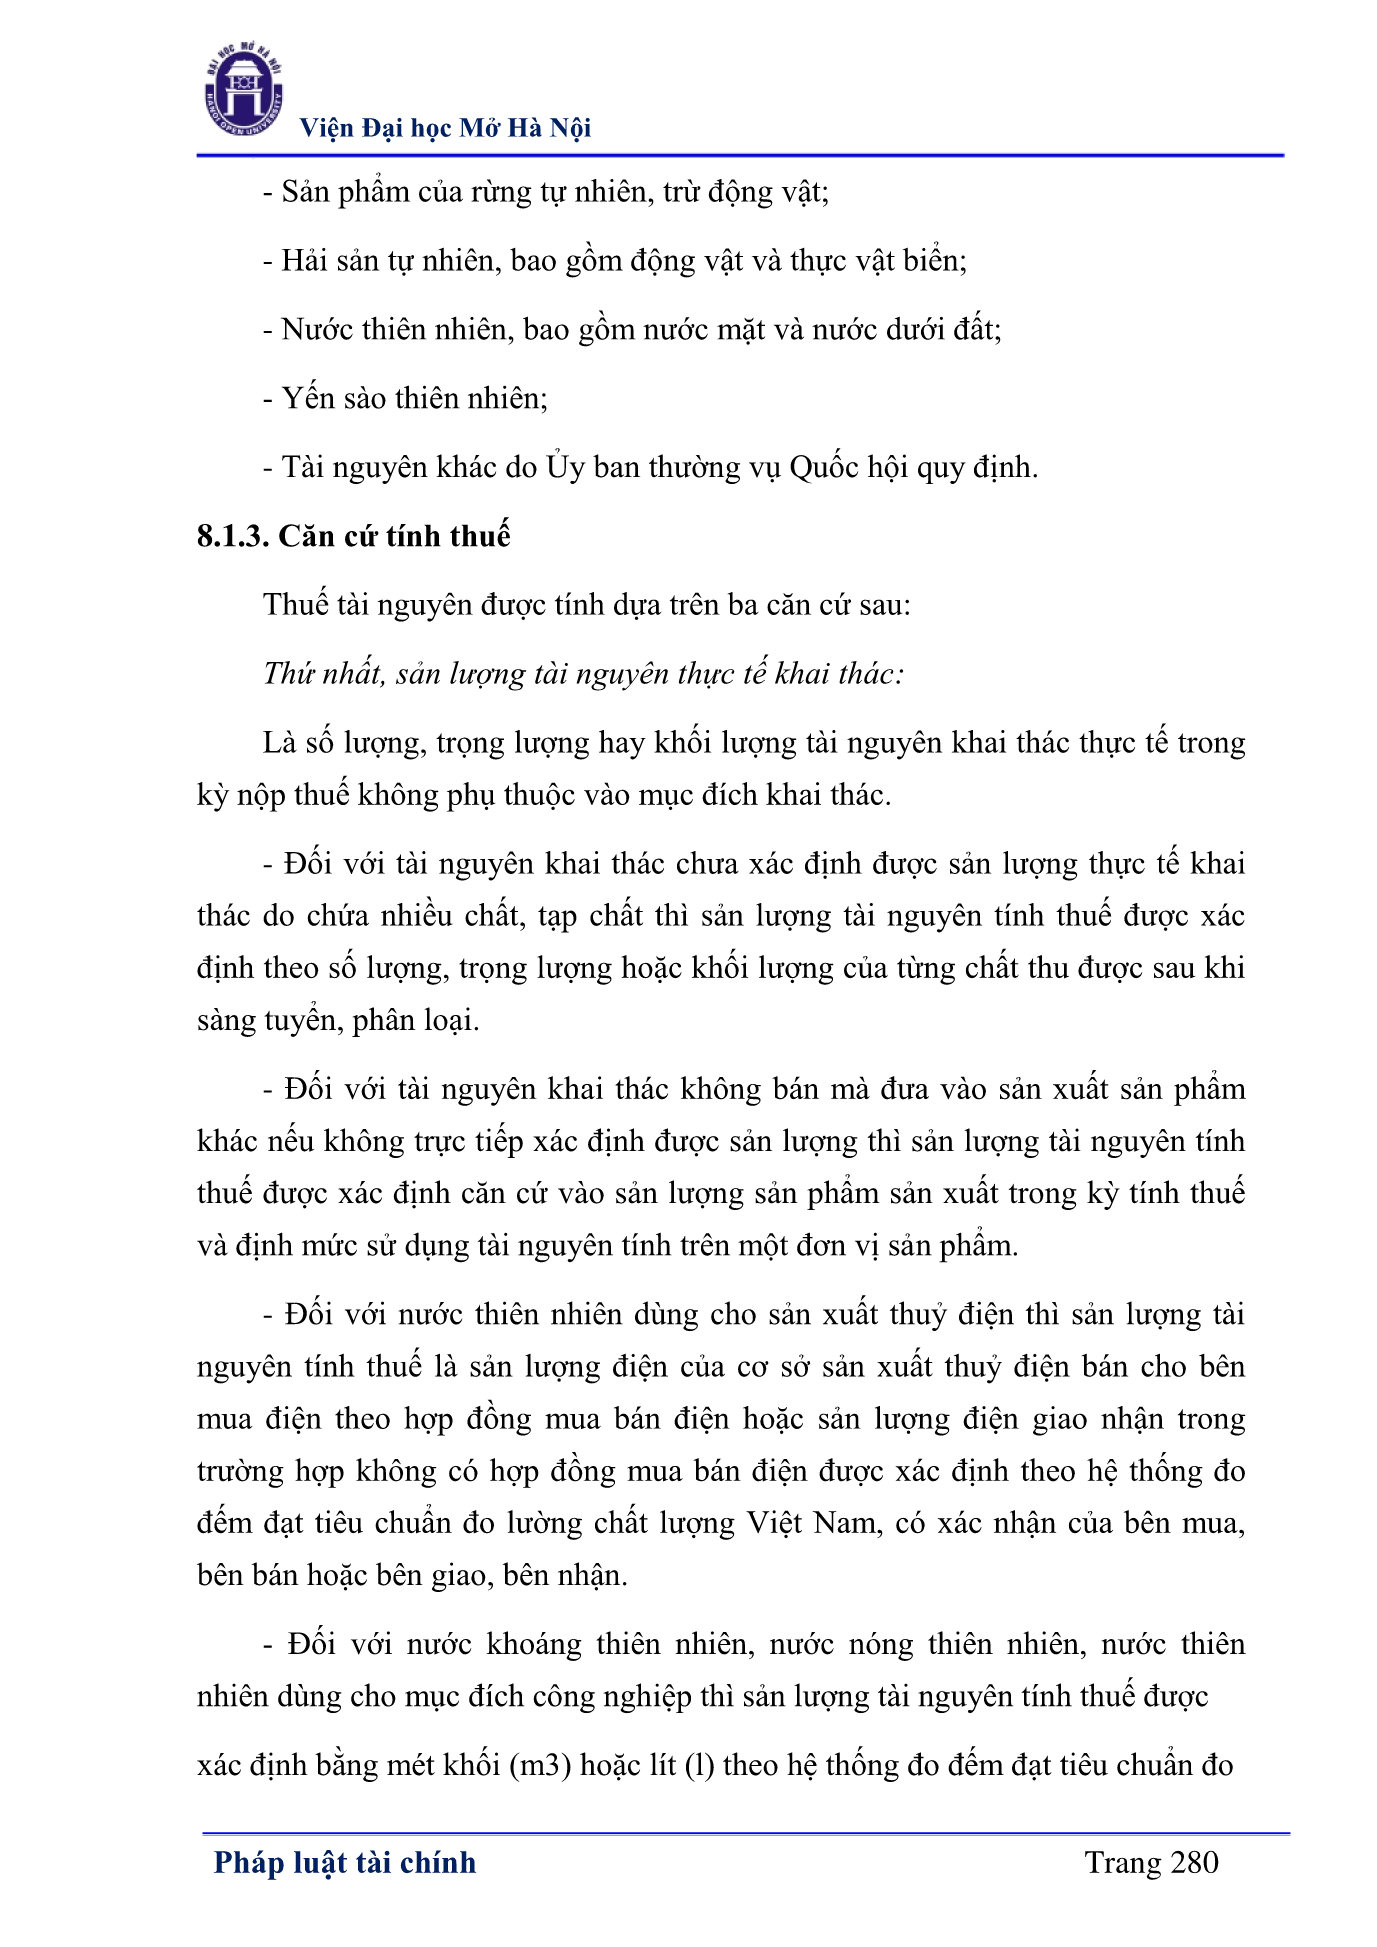 ĐẠI HỌC MỞ HÀ NỘI
HANOI OPEN UNIVERSITY
Viện Đại học Mở Hà Nội
- Sản phẩm của rừng tự nhiên, trừ động vật;
- Hải sản tự nhiên, bao gồm động vật và thực vật biển;
- Nước thiên nhiên, bao gồm nước mặt và nước dưới đất;
- Yến sào thiên nhiên;
- Tài nguyên khác do Ủy ban thường vụ Quốc hội quy định.
8.1.3. Căn cứ tính thuế
Thuế tài nguyên được tính dựa trên ba căn cứ sau:
Thứ nhất, sản lượng tài nguyên thực tế khai thác:
Là số lượng, trọng lượng hay khối lượng tài nguyên khai thác thực tế trong
kỳ nộp thuế không phụ thuộc vào mục đích khai thác.
- Đối với tài nguyên khai thác chưa xác định được sản lượng thực tế khai
thác do chứa nhiều chất, tạp chất thì sản lượng tài nguyên tính thuế được xác
định theo số lượng, trọng lượng hoặc khối lượng của từng chất thu được sau khi
sàng tuyển, phân loại.
- Đối với tài nguyên khai thác không bán mà đưa vào sản xuất sản phẩm
khác nếu không trực tiếp xác định được sản lượng thì sản lượng tài nguyên tính
thuế được xác định căn cứ vào sản lượng sản phẩm sản xuất trong kỳ tính thuế
và định mức sử dụng tài nguyên tính trên một đơn vị sản phẩm.
- Đối với nước thiên nhiên dùng cho sản xuất thuỷ điện thì sản lượng tài
nguyên tính thuế là sản lượng điện của cơ sở sản xuất thuỷ điện bán cho bên
mua điện theo hợp đồng mua bán điện hoặc sản lượng điện giao nhận trong
trường hợp không có hợp đồng mua bán điện được xác định theo hệ thống đo
đếm đạt tiêu chuẩn đo lường chất lượng Việt Nam, có xác nhận của bên mua,
bên bán hoặc bên giao, bên nhận.
- Đối với nước khoáng thiên nhiên, nước nóng thiên nhiên, nước thiên
nhiên dùng cho mục đích công nghiệp thì sản lượng tài nguyên tính thuế được
xác định bằng mét khối (m3) hoặc lít (l) theo hệ thống đo đếm đạt tiêu chuẩn đo
Pháp luật tài chính
Trang 280